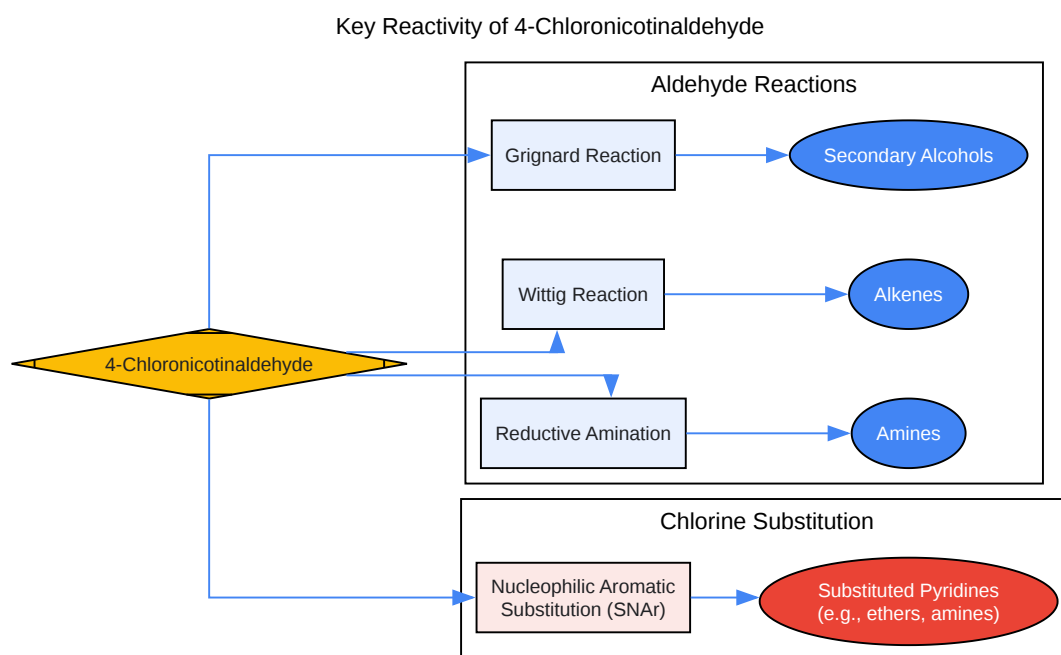 Key Reactivity of 4-Chloronicotinaldehyde
Aldehyde Reactions
Grignard Reaction
Secondary Alcohols
Wittig Reaction
Alkenes
4-Chloronicotinaldehyde
Reductive Amination
Amines
Chlorine Substitution
Nucleophilic Aromatic
Substitution (SNAr)
Substituted Pyridines
(e.g., ethers, amines)